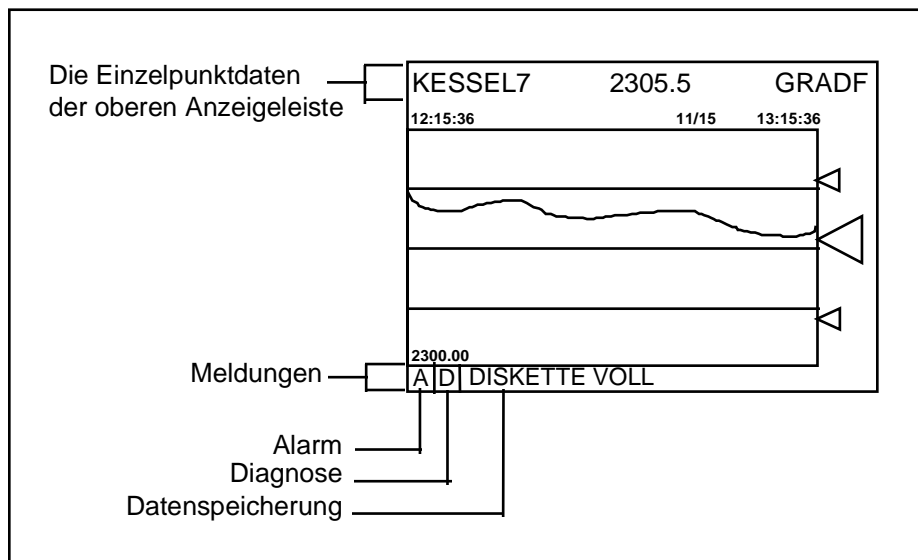 Die Einzelpunktdaten
der oberen Anzeigeleiste
KESSEL7 2305.5 GRADF
12:15:36 11/15 13:15:36
2300.00
Meldungen
A D DISKETTE VOLL
Alarm
Diagnose
Datenspeicherung